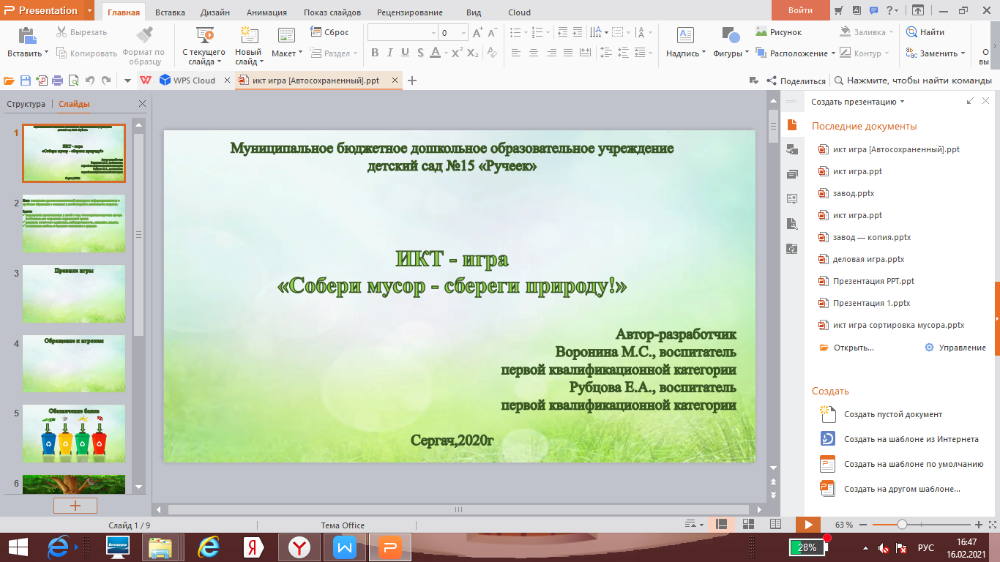 Presentation
Главная
Вставка
Дизайн
Анимация
Показ слайдов
Рецензирование
Вид
Cloud
Войти
Вставить
Вырезать
Копировать
Формат по образцу
С текущего слайда
Новый слайд
Макет
Сброс
Раздел
0
Надпись
Фигуры
Рисунок
Расположение
Заливка
Контур
Найти
Заменить
WPS Cloud
икт игра [Автосохраненный].ppt
Поделиться
Нажмите, чтобы найти команды
Структура
Слайды
1
2
3
Правила игры
4
Обращение к игрокам
5
Обозначение баков
6
Муниципальное бюджетное дошкольное образовательное учреждение
детский сад №15 «Ручеек»
ИКТ - игра
«Собери мусор - сбереги природу!»
Автор-разработчик
Воронина М.С., воспитатель
первой квалификационной категории
Рубцова Е.А., воспитатель
первой квалификационной категории
Сергач,2020г
Создать презентацию
Последние документы
икт игра [Автосохраненный].ppt
икт игра.ppt
завод.pptx
икт игра.ppt
завод — копия.pptx
деловая игра.pptx
Презентация PPT.ppt
Презентация 1.pptx
икт игра сортировка мусора.pptx
Открыть...
Управление
Создать
Создать пустой документ
Создать на шаблоне из Интернета
Создать на шаблоне по умолчанию
Создать на другом шаблоне...
Слайд 1 / 9
Тема Office
63 %
28%
РУС
16:47
16.02.2021